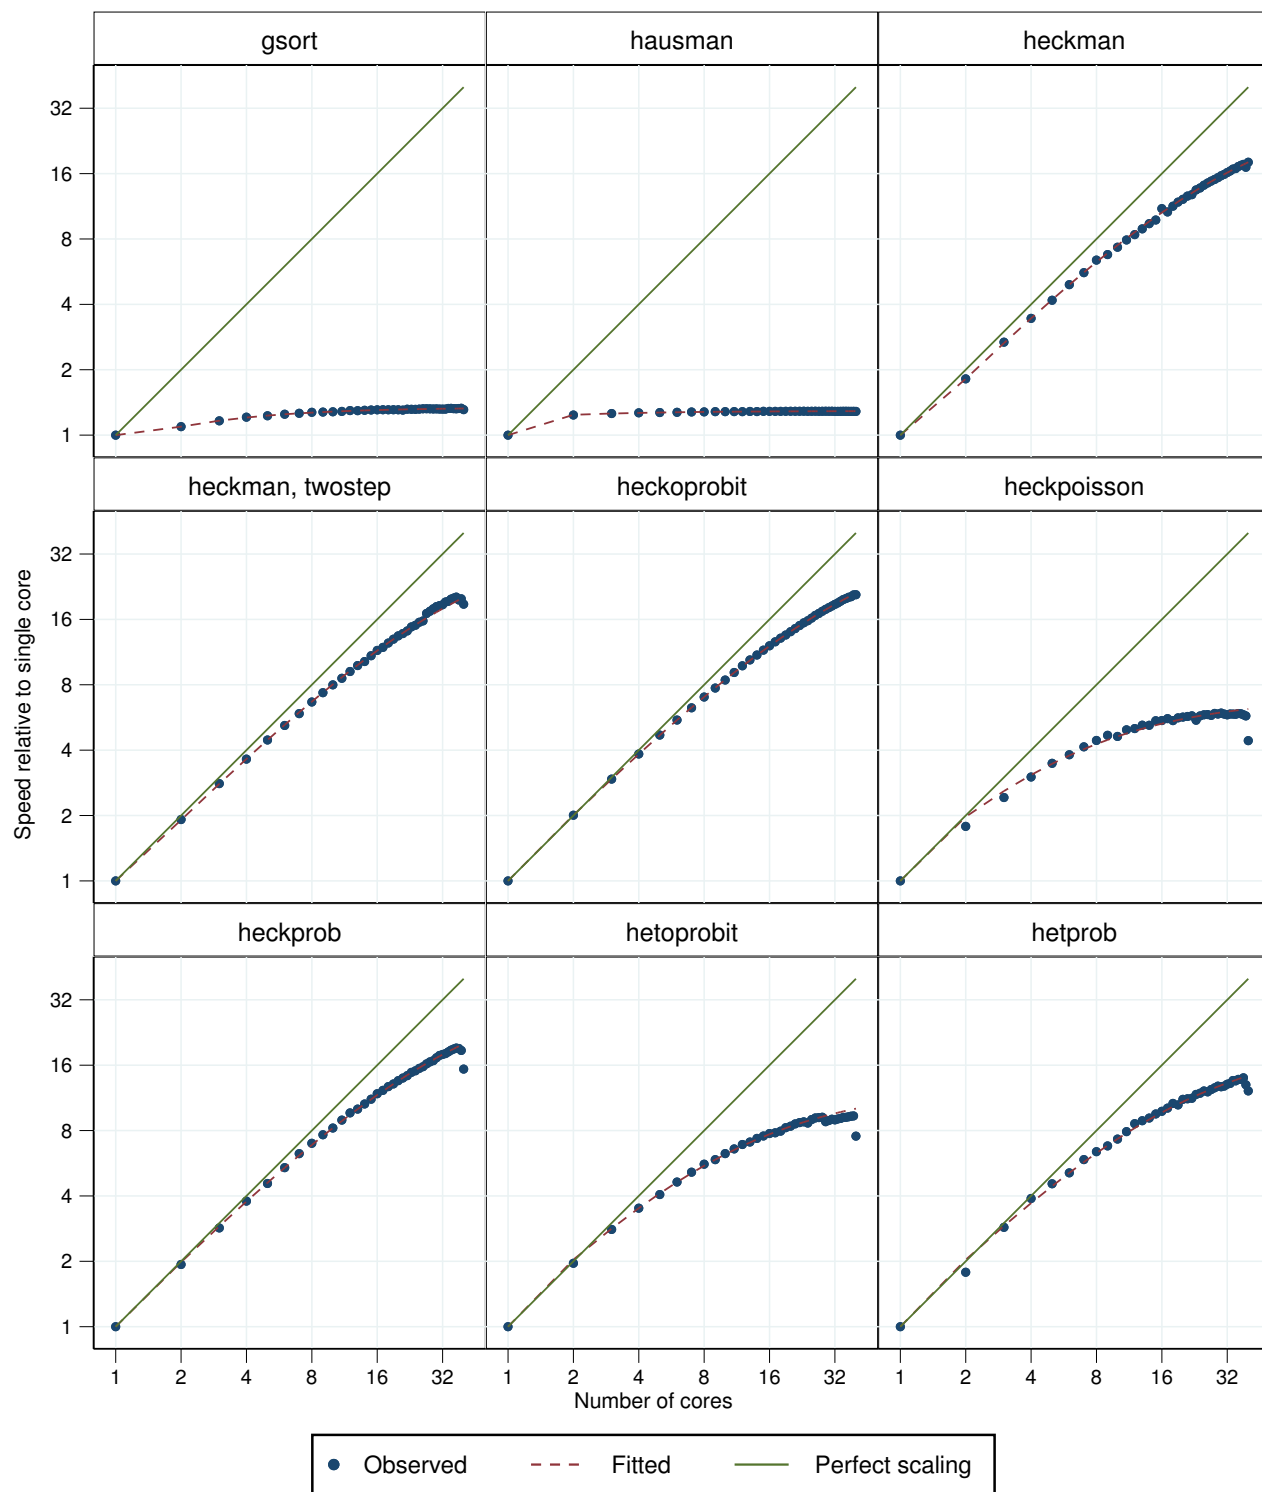 gsort hausman heckman
32
16
8
4
2
1
heckman, twostep heckoprobit heckpoisson
32
16
8
4
2
1
Speed relative to single core
heckprob hetoprobit hetprob
32
16
8
4
2
1
1 2 4 8 16 32 1 2 4 8 16 32 1 2 4 8 16 32
Number of cores
Observed Fitted Perfect scaling